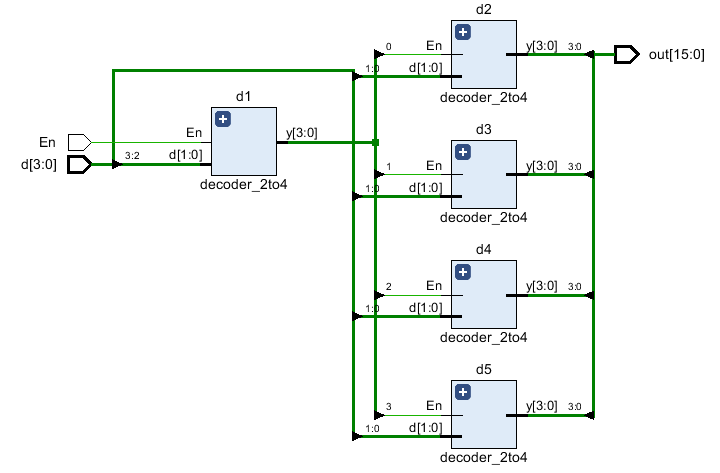 d2
0
En
y[3:0]
3:0
out[15:0]
1:0
d[1:0]
decoder_2to4
d1
En
En
y[3:0]
d[3:0]
3:2
d[1:0]
decoder_2to4
d3
1
En
y[3:0]
3:0
1:0
d[1:0]
decoder_2to4
d4
2
En
y[3:0]
3:0
1:0
d[1:0]
decoder_2to4
d5
3
En
y[3:0]
3:0
1:0
d[1:0]
decoder_2to4